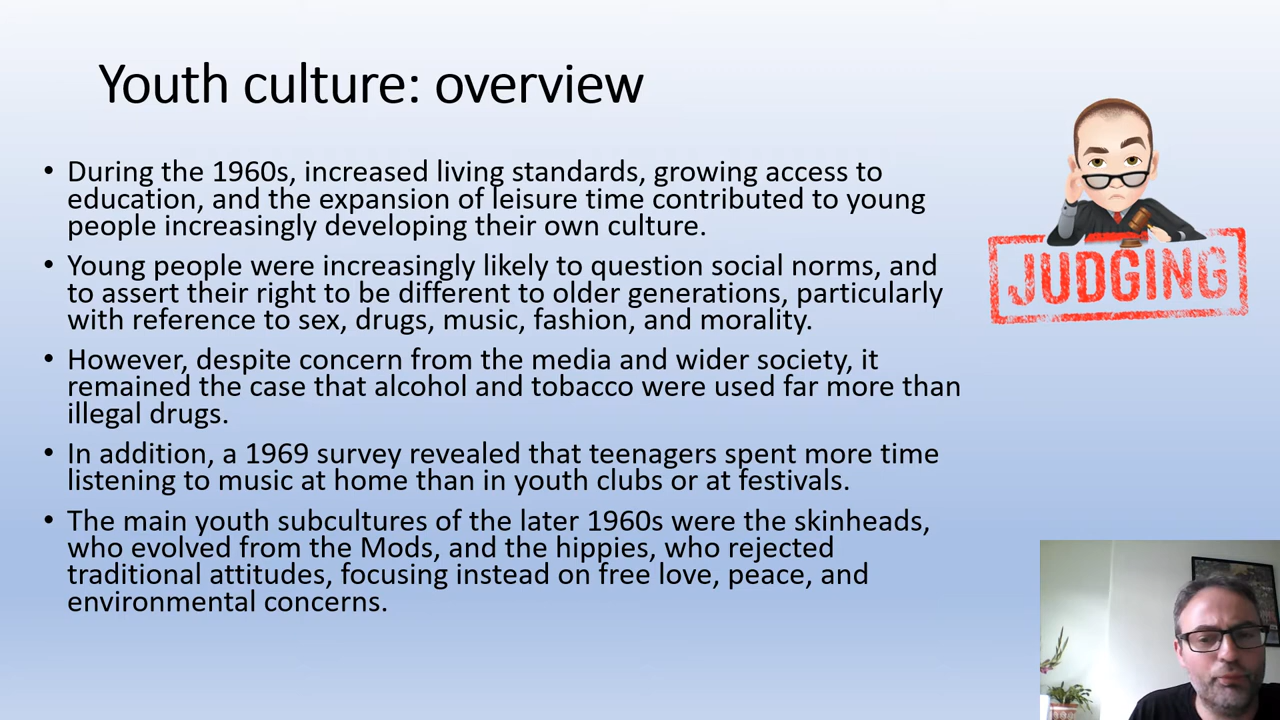 Youth culture: overview
• During the 1960s, increased living standards, growing access to
education, and the expansion of leisure time contributed to young
people increasingly developing their own culture.
• Young people were increasingly likely to question social norms, and
to assert their right to be different to older generations, particularly
with reference to sex, drugs, music, fashion, and morality.
• However, despite concern from the media and wider society, it
remained the case that alcohol and tobacco were used far more than
illegal drugs.
• In addition, a 1969 survey revealed that teenagers spent more time
listening to music at home than in youth clubs or at festivals.
• The main youth subcultures of the later 1960s were the skinheads,
who evolved from the Mods, and the hippies, who rejected
traditional attitudes, focusing instead on free love, peace, and
environmental concerns.
JUDGING